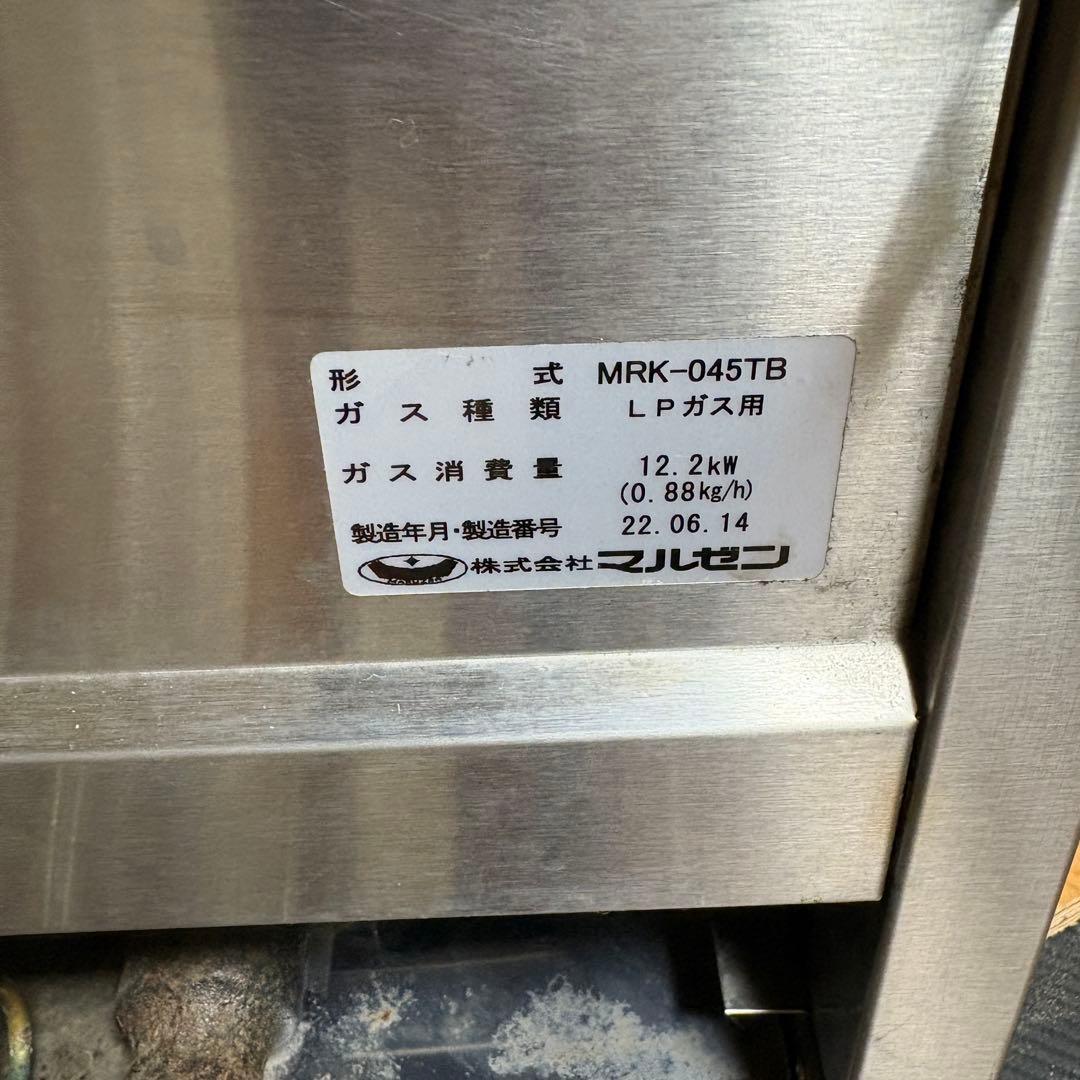 形式 MRK-045TB
ガス種類 LPガス用
ガス消費量 12.2kW
(0.88kg/h)
製造年月・製造番号 22.06.14
MARUZEN 株式会社マルゼン